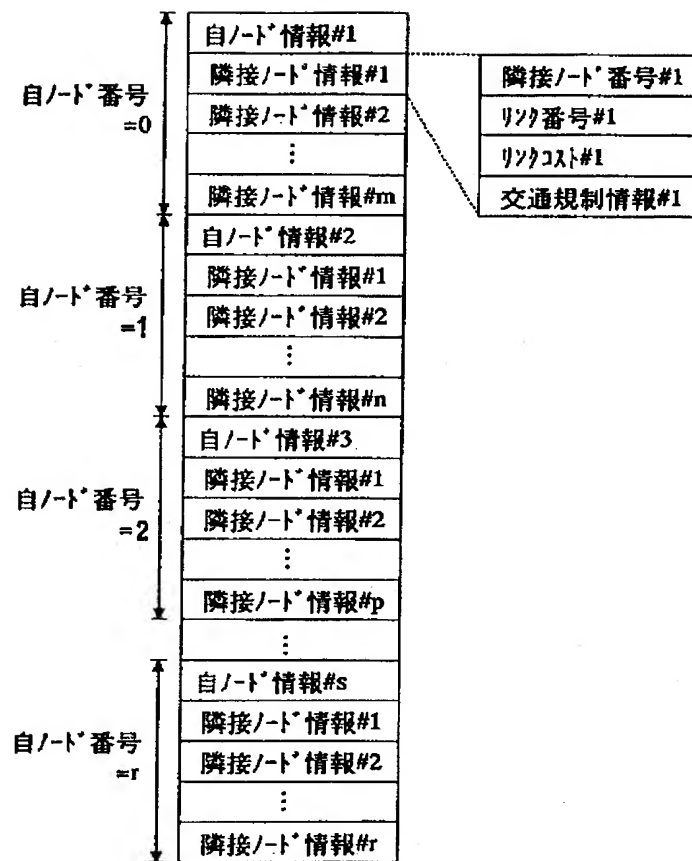 自ノード番号
=0
自ノード情報#1
隣接ノード情報#1
隣接ノード情報#2
⋮
隣接ノード情報#m
隣接ノード番号#1
リンク番号#1
リンクコスト#1
交通規制情報#1
自ノード番号
=1
自ノード情報#2
隣接ノード情報#1
隣接ノード情報#2
⋮
隣接ノード情報#n
自ノード番号
=2
自ノード情報#3
隣接ノード情報#1
隣接ノード情報#2
⋮
隣接ノード情報#p
⋮
自ノード番号
=r
自ノード情報#s
隣接ノード情報#1
隣接ノード情報#2
⋮
隣接ノード情報#r